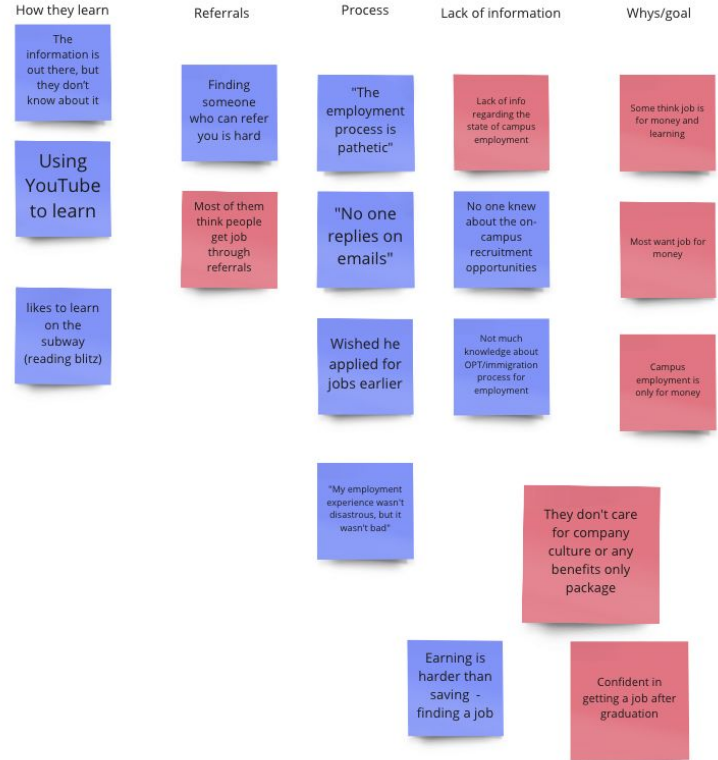 How they learn
Referrals
Process
Lack of information
Whys/goal
The
information is
out there, but
they don't
know about it
Using
YouTube
to learn
likes to learn
on the
subway
(reading blitz)
Finding
someone
who can refer
you is hard
Most of them
think people
get job
through
referrals
"The
employment
process is
pathetic"
"No one
replies on
emails"
Wished he
applied for
jobs earlier
"My employment
experience wasn't
disastrous, but it
wasn't bad"
Lack of info
regarding the
state of campus
employment
No one knew
about the on-
campus
recruitment
opportunities
Not much
knowledge about
OPT/immigration
process for
employment
Some think job is
for money and
learning
Most want job for
money
Campus
employment is
only for money
They don't care
for company
culture or any
benefits only
package
Earning is
harder than
saving -
finding a job
Confident in
getting a job after
graduation